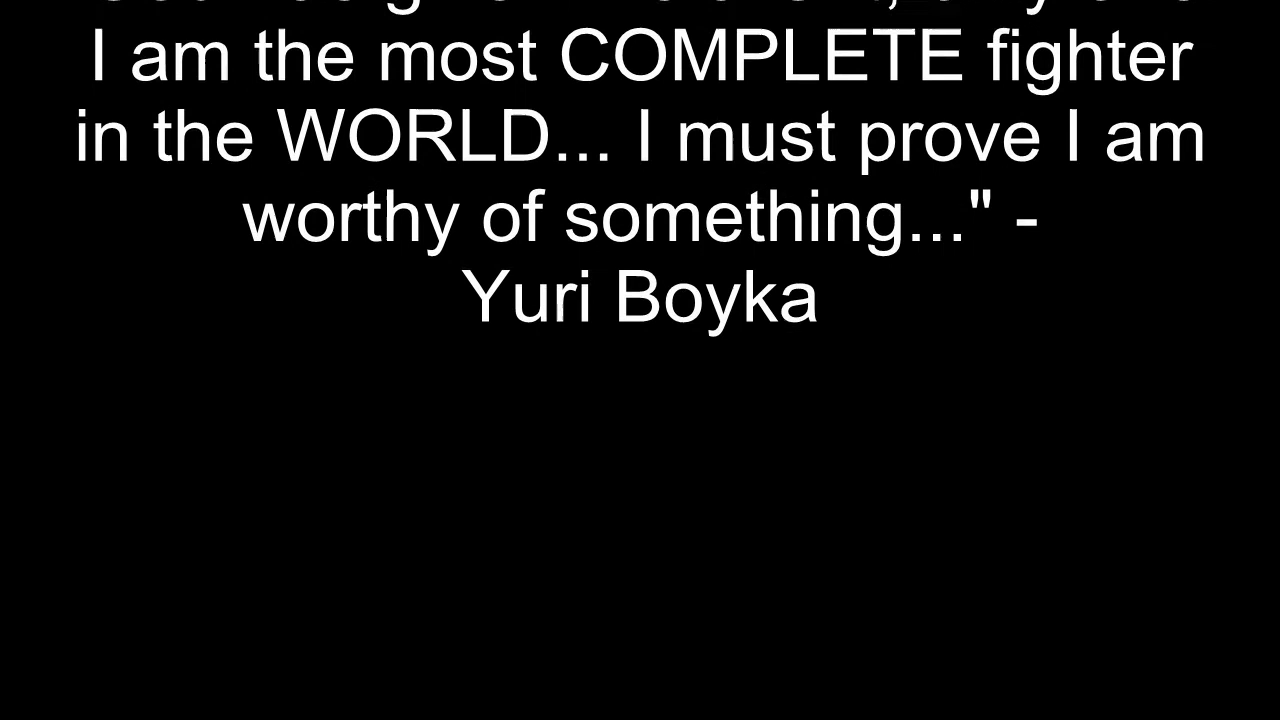 I am the most COMPLETE fighter
in the WORLD... I must prove I am
worthy of something..." -
Yuri Boyka